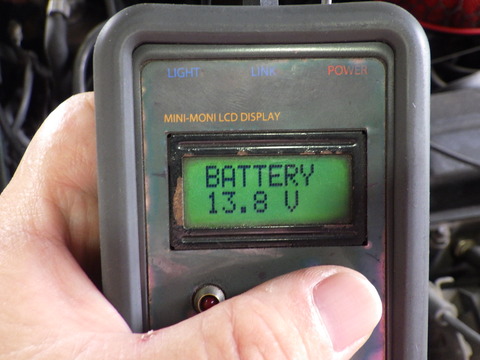 LIGHT LINK POWER
MINI-MONI LCD DISPLAY
BATTERY
13.8 V